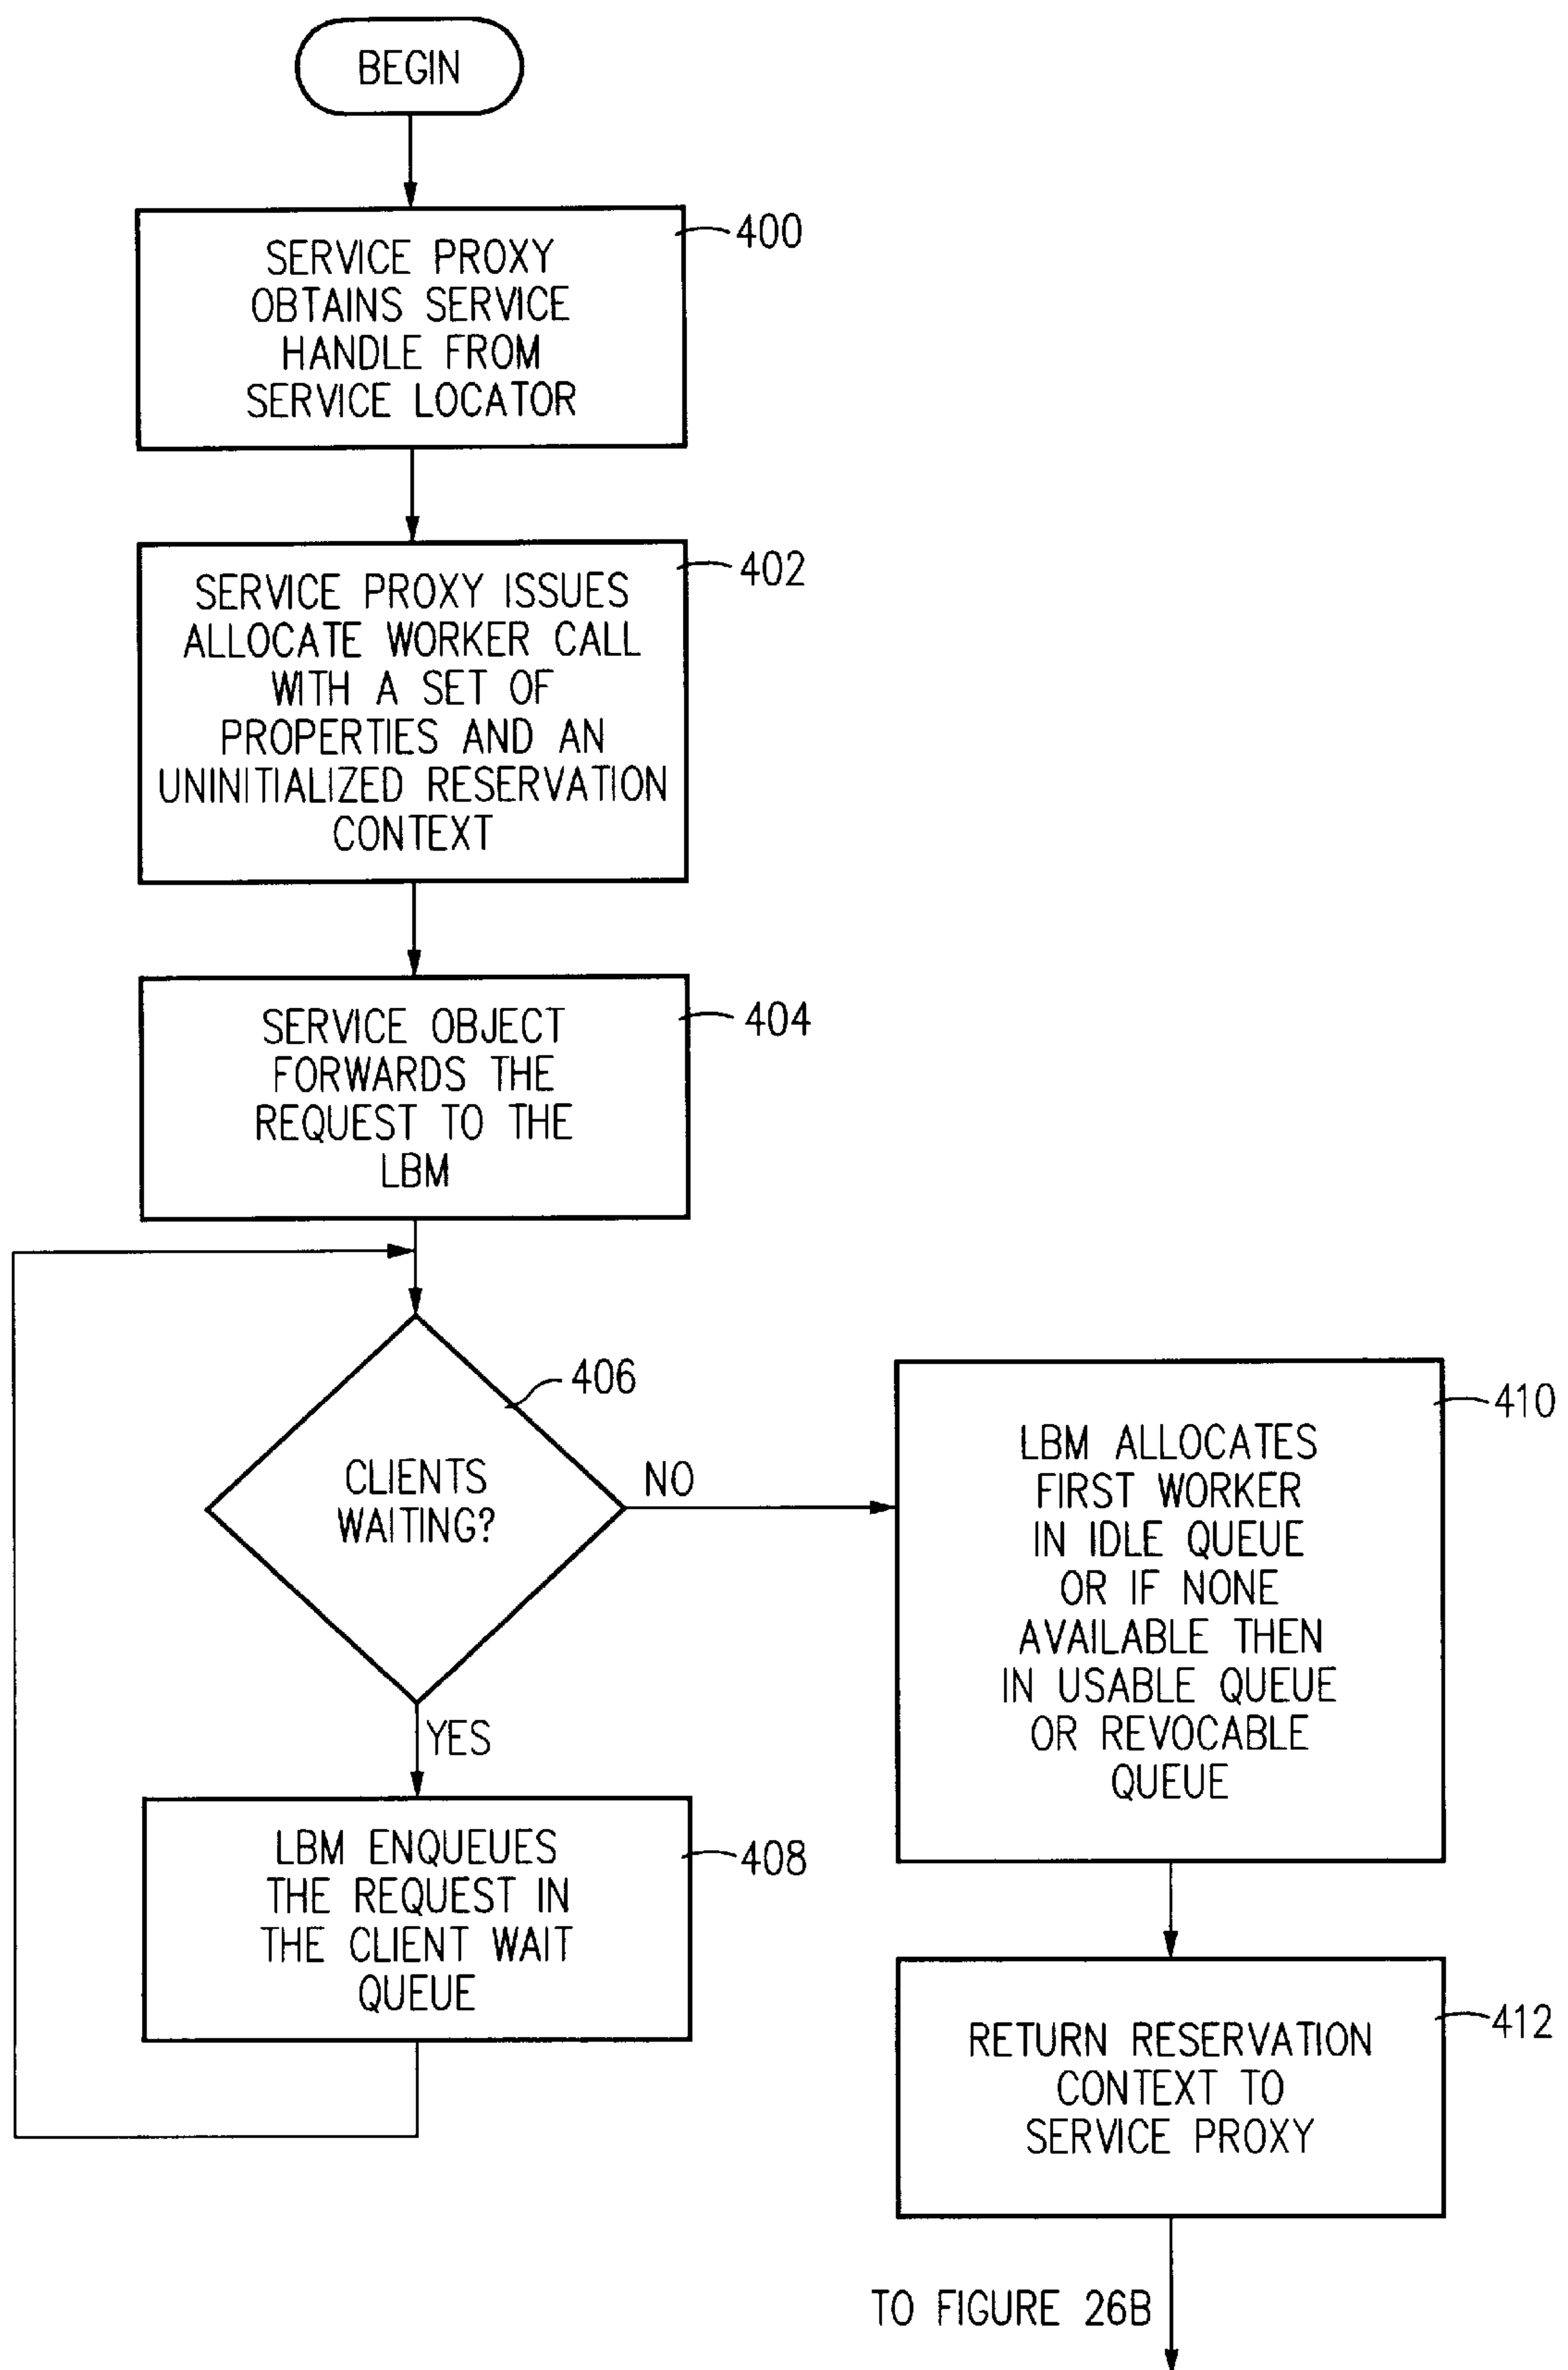 BEGIN
400
SERVICE PROXY
OBTAINS SERVICE
HANDLE FROM
SERVICE LOCATOR
402
SERVICE PROXY ISSUES
ALLOCATE WORKER CALL
WITH A SET OF
PROPERTIES AND AN
UNINITIALIZED RESERVATION
CONTEXT
404
SERVICE OBJECT
FORWARDS THE
REQUEST TO THE
LBM
406
CLIENTS
WAITING?
NO
YES
408
LBM ENQUEUES
THE REQUEST IN
THE CLIENT WAIT
QUEUE
410
LBM ALLOCATES
FIRST WORKER
IN IDLE QUEUE
OR IF NONE
AVAILABLE THEN
IN USABLE QUEUE
OR REVOCABLE
QUEUE
412
RETURN RESERVATION
CONTEXT TO
SERVICE PROXY
TO FIGURE 26B